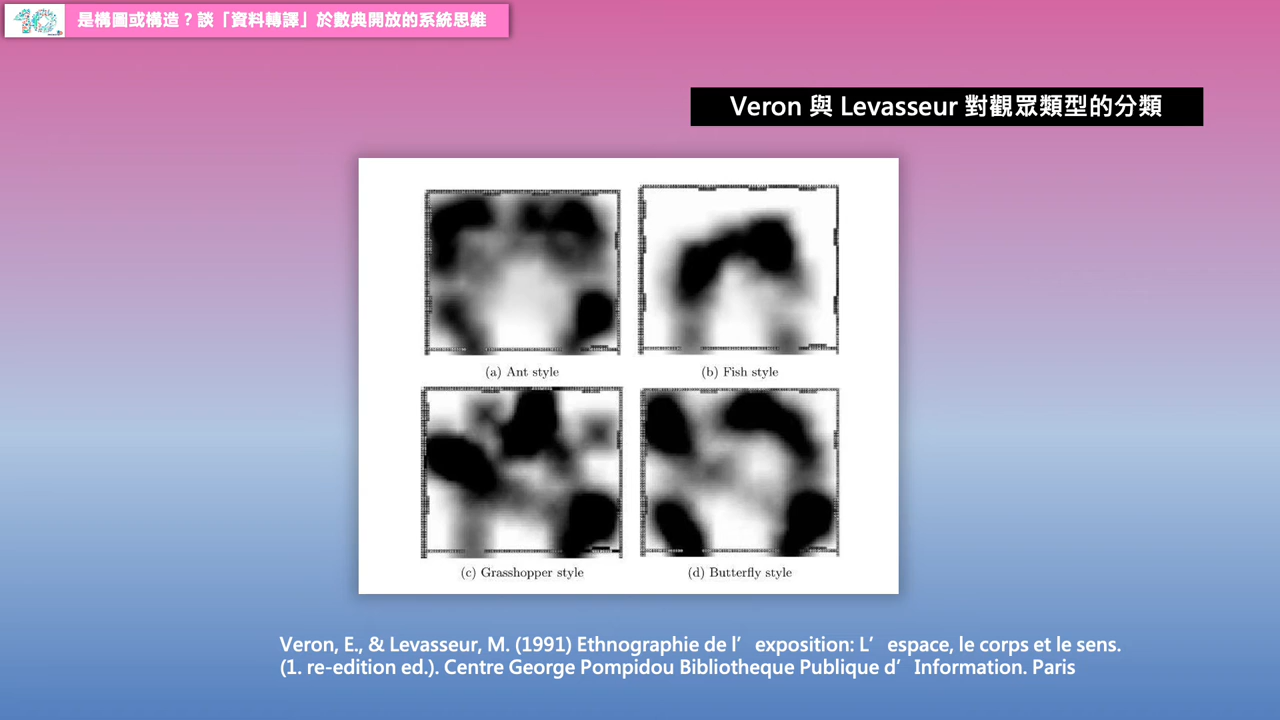 是構圖或構造？談「資料轉譯」於數典開放的系統思維
Veron 與 Levasseur 對觀眾類型的分類
(a) Ant style
(b) Fish style
(c) Grasshopper style
(d) Butterfly style
Veron, E., & Levasseur, M. (1991) Ethnographie de l’exposition: L’espace, le corps et le sens.
(1. re-edition ed.). Centre George Pompidou Bibliotheque Publique d’Information. Paris